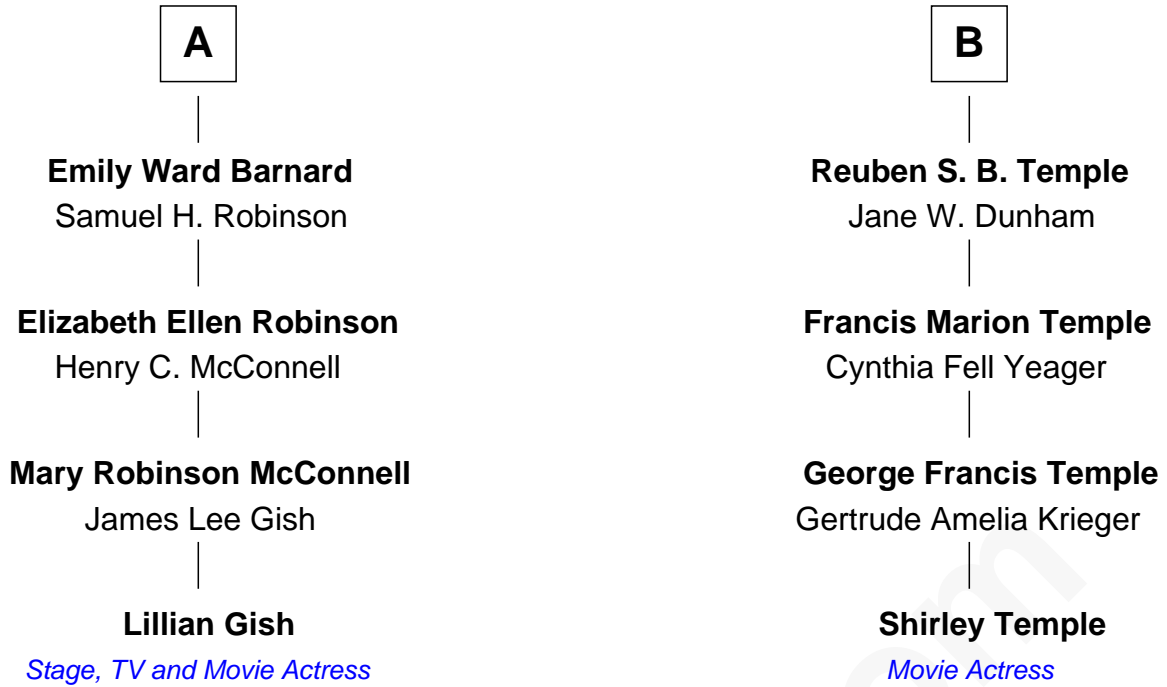 A
Emily Ward Barnard
Samuel H. Robinson
Elizabeth Ellen Robinson
Henry C. McConnell
Mary Robinson McConnell
James Lee Gish
Lillian Gish
Stage, TV and Movie Actress
B
Reuben S. B. Temple
Jane W. Dunham
Francis Marion Temple
Cynthia Fell Yeager
George Francis Temple
Gertrude Amelia Krieger
Shirley Temple
Movie Actress